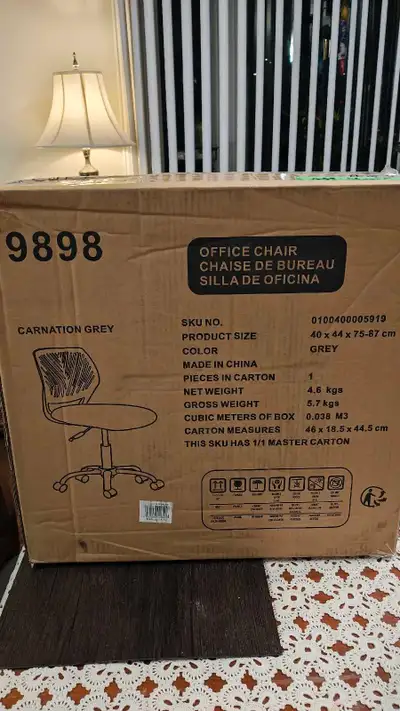 9898
OFFICE CHAIR
CHAISE DE BUREAU
SILLA DE OFICINA
CARNATION GREY
SKU NO. 0100400005919
PRODUCT SIZE 40 x 44 x 75-87 cm
COLOR GREY
MADE IN CHINA
PIECES IN CARTON 1
NET WEIGHT 4.6 kgs
GROSS WEIGHT 5.7 kgs
CUBIC METERS OF BOX 0.038 M3
CARTON MEASURES 46 x 18.5 x 44.5 cm
THIS SKU HAS 1/1 MASTER CARTON